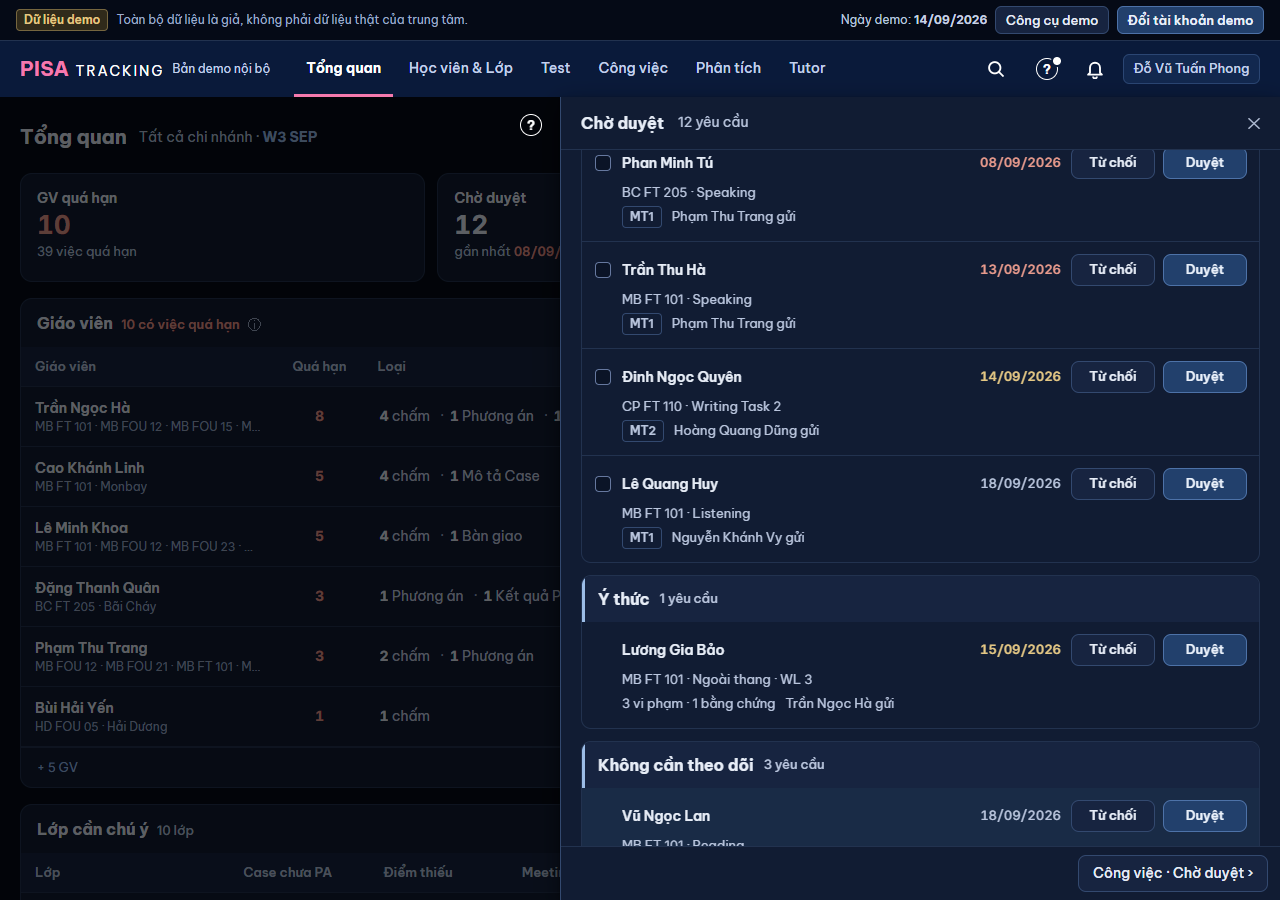 Dữ liệu demo Toàn bộ dữ liệu là giả, không phải dữ liệu thật của trung tâm. Ngày demo: 14/09/2026 Công cụ demo Đổi tài khoản demo
PISA TRACKING Bản demo nội bộ Tổng quan Học viên & Lớp Test Công việc Phân tích Tutor ? Đỗ Vũ Tuấn Phong
Tổng quan Tất cả chi nhánh · W3 SEP ?
GV quá hạn
10
39 việc quá hạn
Chờ duyệt
12
gần nhất 08/09/
Giáo viên 10 có việc quá hạn
Giáo viên Quá hạn Loại
Trần Ngọc Hà 8 4 chấm · 1 Phương án · 1
MB FT 101 · MB FOU 12 · MB FOU 15 · M...
Cao Khánh Linh 5 4 chấm · 1 Mô tả Case
MB FT 101 · Monbay
Lê Minh Khoa 5 4 chấm · 1 Bàn giao
MB FT 101 · MB FOU 12 · MB FOU 23 · ...
Đặng Thanh Quân 3 1 Phương án · 1 Kết quả P
BC FT 205 · Bãi Cháy
Phạm Thu Trang 3 2 chấm · 1 Phương án
MB FOU 12 · MB FOU 21 · MB FT 101 · M...
Bùi Hải Yến 1 1 chấm
HD FOU 05 · Hải Dương
+ 5 GV
Lớp cần chú ý 10 lớp
Lớp Case chưa PA Điểm thiếu Meeti
Chờ duyệt 12 yêu cầu
Phan Minh Tú 08/09/2026 Từ chối Duyệt
BC FT 205 · Speaking
MT1 Phạm Thu Trang gửi
Trần Thu Hà 13/09/2026 Từ chối Duyệt
MB FT 101 · Speaking
MT1 Phạm Thu Trang gửi
Đinh Ngọc Quyên 14/09/2026 Từ chối Duyệt
CP FT 110 · Writing Task 2
MT2 Hoàng Quang Dũng gửi
Lê Quang Huy 18/09/2026 Từ chối Duyệt
MB FT 101 · Listening
MT1 Nguyễn Khánh Vy gửi
Ý thức 1 yêu cầu
Lương Gia Bảo 15/09/2026 Từ chối Duyệt
MB FT 101 · Ngoài thang · WL 3
3 vi phạm · 1 bằng chứng Trần Ngọc Hà gửi
Không cần theo dõi 3 yêu cầu
Vũ Ngọc Lan 18/09/2026 Từ chối Duyệt
MB FT 101 · Reading
Công việc · Chờ duyệt ›